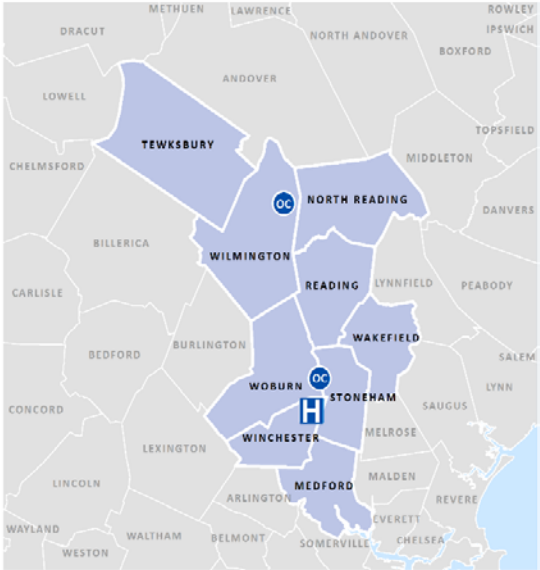 METHUEN
LAWRENCE
ROWLEY
DRACUT
NORTH ANDOVER
IPSWICH
BOXFORD
ANDOVER
LOWELL
TOPSFIELD
TEWKSBURY
MIDDLETON
CHELMSFORD
NORTH READING
OC
DANVERS
BILLERICA
WILMINGTON
READING
LYNNFIELD
PEABODY
CARLISLE
WAKEFIELD
BURLINGTON
BEDFORD
SALEM
OC
WOBURN
LYNN
STONEHAM
SAUGUS
CONCORD
H
MELROSE
WINCHESTER
LEXINGTON
MALDEN
LINCOLN
MEDFORD
ARLINGTON
REVERE
EVERETT
WAYLAND
WALTHAM
BELMONT
SOMERVILLE
CHELSEA
WESTON